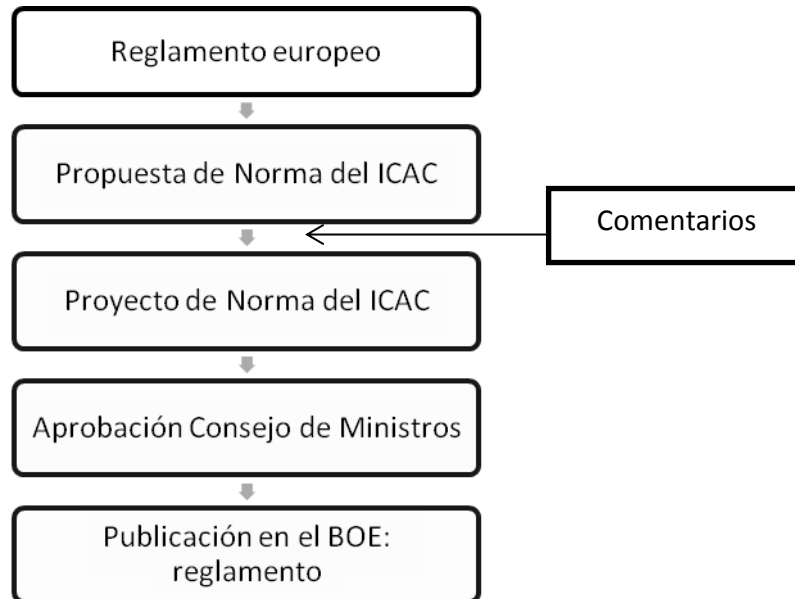 Reglamento europeo
Propuesta de Norma del ICAC
Comentarios
Proyecto de Norma del ICAC
Aprobación Consejo de Ministros
Publicación en el BOE:
reglamento